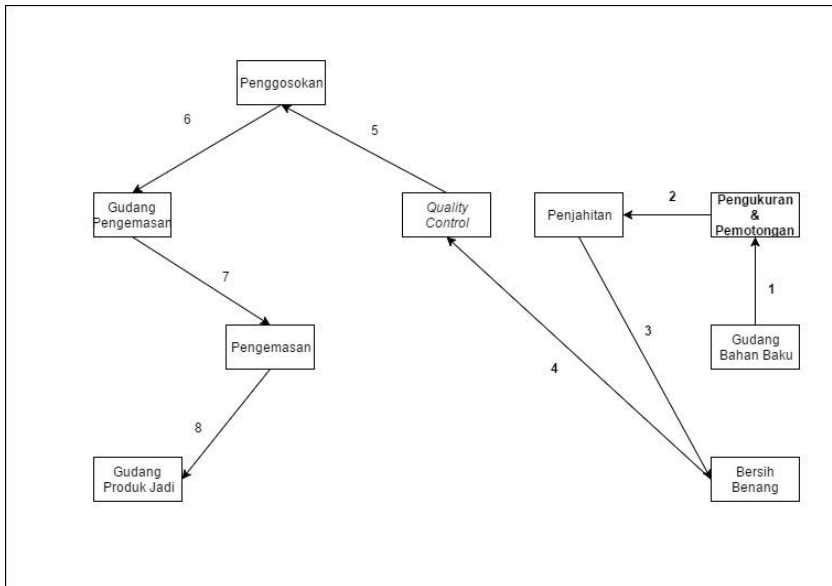 Penggosokan
6
5
Gudang
Pengemasan
Quality
Control
Penjahitan
2
Pengukuran
&
Pemotongan
7
3
1
Pengemasan
4
Gudang
Bahan Baku
8
Gudang
Produk Jadi
Bersih
Benang